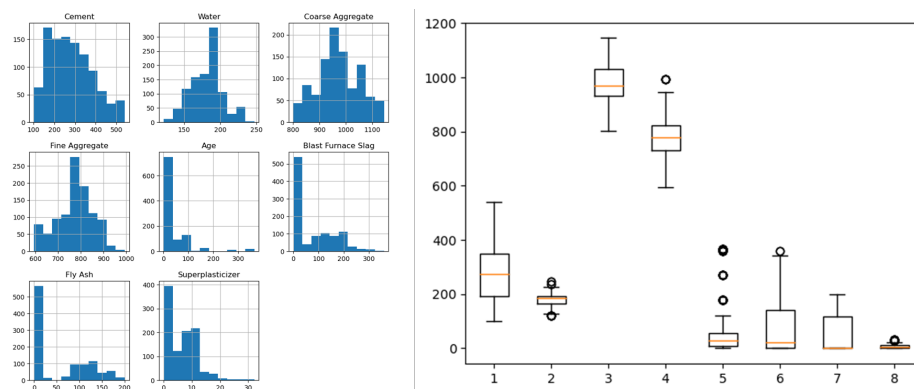 Cement
150
100
50
0
100 200 300 400 500
Water
300
200
100
0
150 200 250
Coarse Aggregate
200
150
100
50
0
800 900 1000 1100
Fine Aggregate
250
200
150
100
50
0
600 700 800 900 1000
Age
600
400
200
0
0 100 200 300
Blast Furnace Slag
500
400
300
200
100
0
0 100 200 300
Fly Ash
500
400
300
200
100
0
0 50 100 150 200
Superplasticizer
400
300
200
100
0
0 10 20 30
1200
1000
800
600
400
200
0
1 2 3 4 5 6 7 8